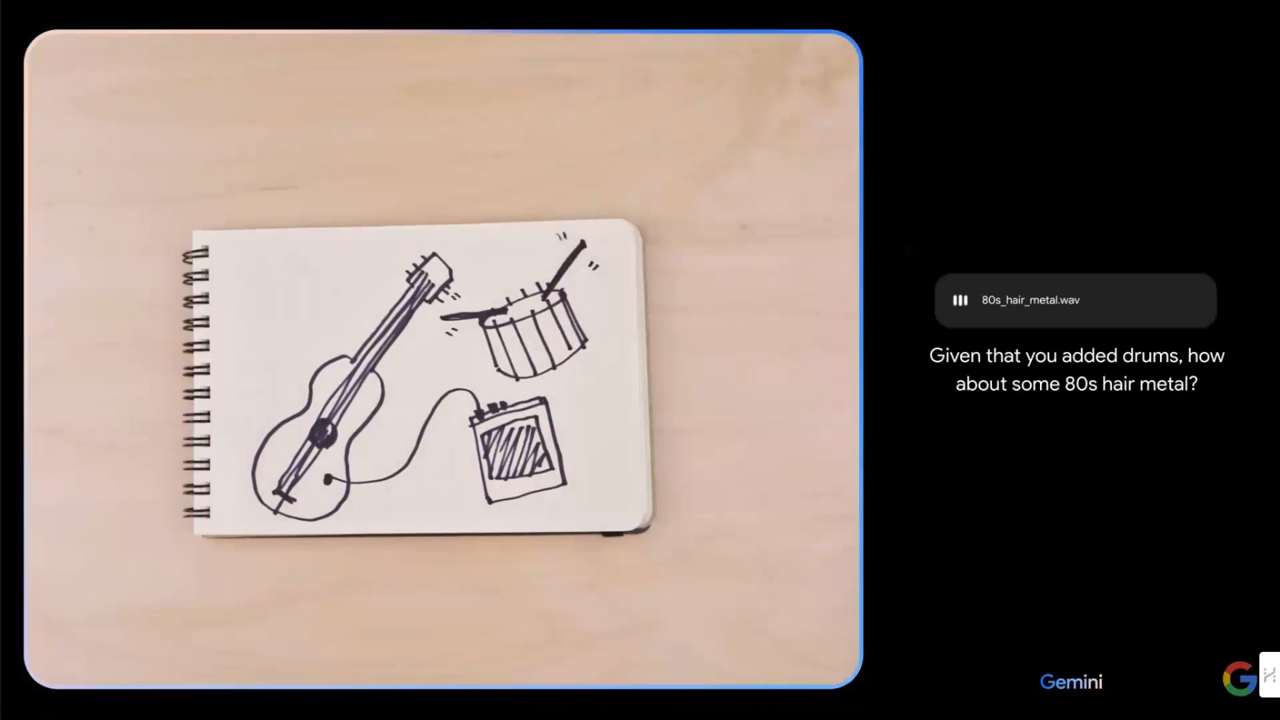 80s_hair_metal.wav
Given that you added drums, how
about some 80s hair metal?
Gemini